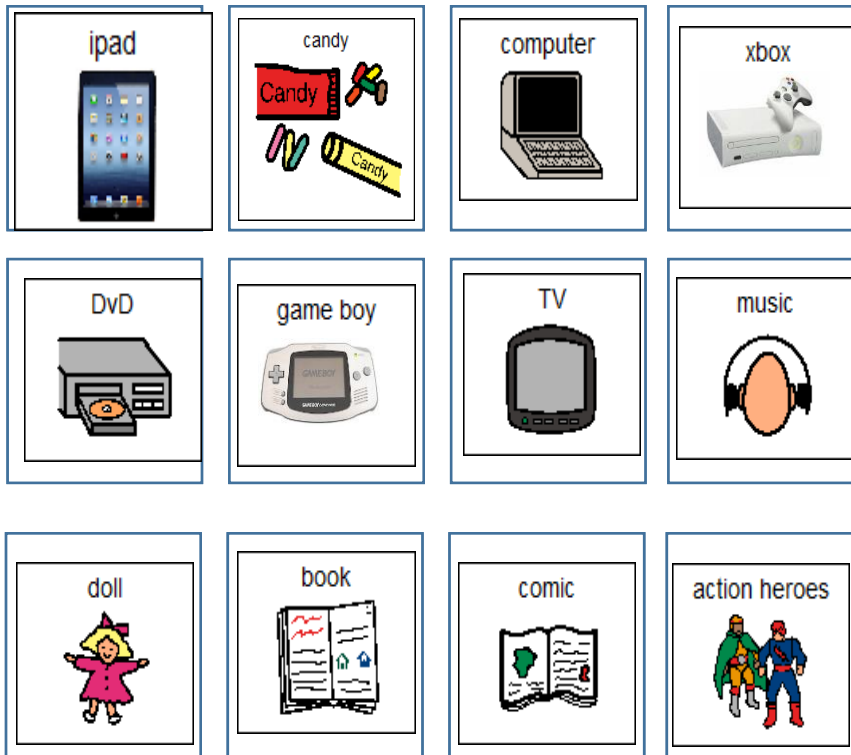 ipad
candy
computer
xbox
Candy
Candy
DvD
game boy
TV
music
GAMEBOY
doll
book
comic
action heroes